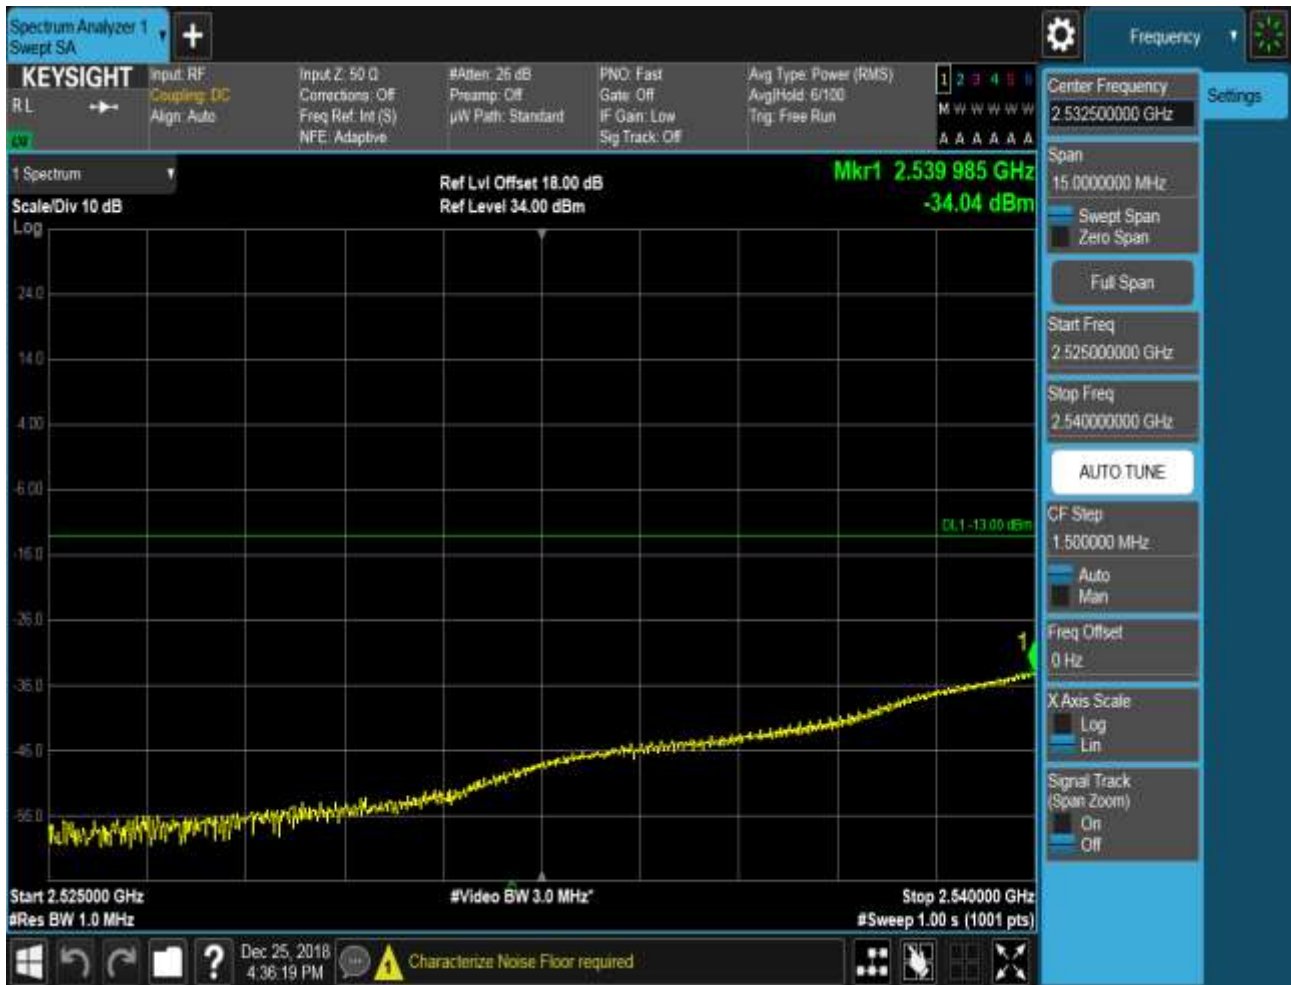 Spectrum Analyzer 1
Swept SA
+
Frequency
KEYSIGHT
R L
Input: RF
Coupling: DC
Align: Auto
Input Z: 50 Ω
Corrections: Off
Freq Ref: Int (S)
NFE: Adaptive
#Atten: 26 dB
Preamp: Off
µW Path: Standard
PNO: Fast
Gate: Off
IF Gain: Low
Sig Track: Off
Avg Type: Power (RMS)
Avg|Hold: 6/100
Trig: Free Run
1 2 3 4 5 6
M W W W W W
A A A A A A
1 Spectrum
Scale/Div 10 dB
Log
Ref Lvl Offset 18.00 dB
Ref Level 34.00 dBm
Mkr1 2.539 985 GHz
-34.04 dBm
24.0
14.0
4.00
-6.00
-16.0
-26.0
-36.0
-46.0
-56.0
DL1 -13.00 dBm
1
Start 2.525000 GHz
#Res BW 1.0 MHz
#Video BW 3.0 MHz*
Stop 2.540000 GHz
#Sweep 1.00 s (1001 pts)
Center Frequency
2.532500000 GHz
Settings
Span
15.0000000 MHz
Swept Span
Zero Span
Full Span
Start Freq
2.525000000 GHz
Stop Freq
2.540000000 GHz
AUTO TUNE
CF Step
1.500000 MHz
Auto
Man
Freq Offset
0 Hz
X Axis Scale
Log
Lin
Signal Track
(Span Zoom)
On
Off
?
Dec 25, 2018
4:36:19 PM
Characterize Noise Floor required